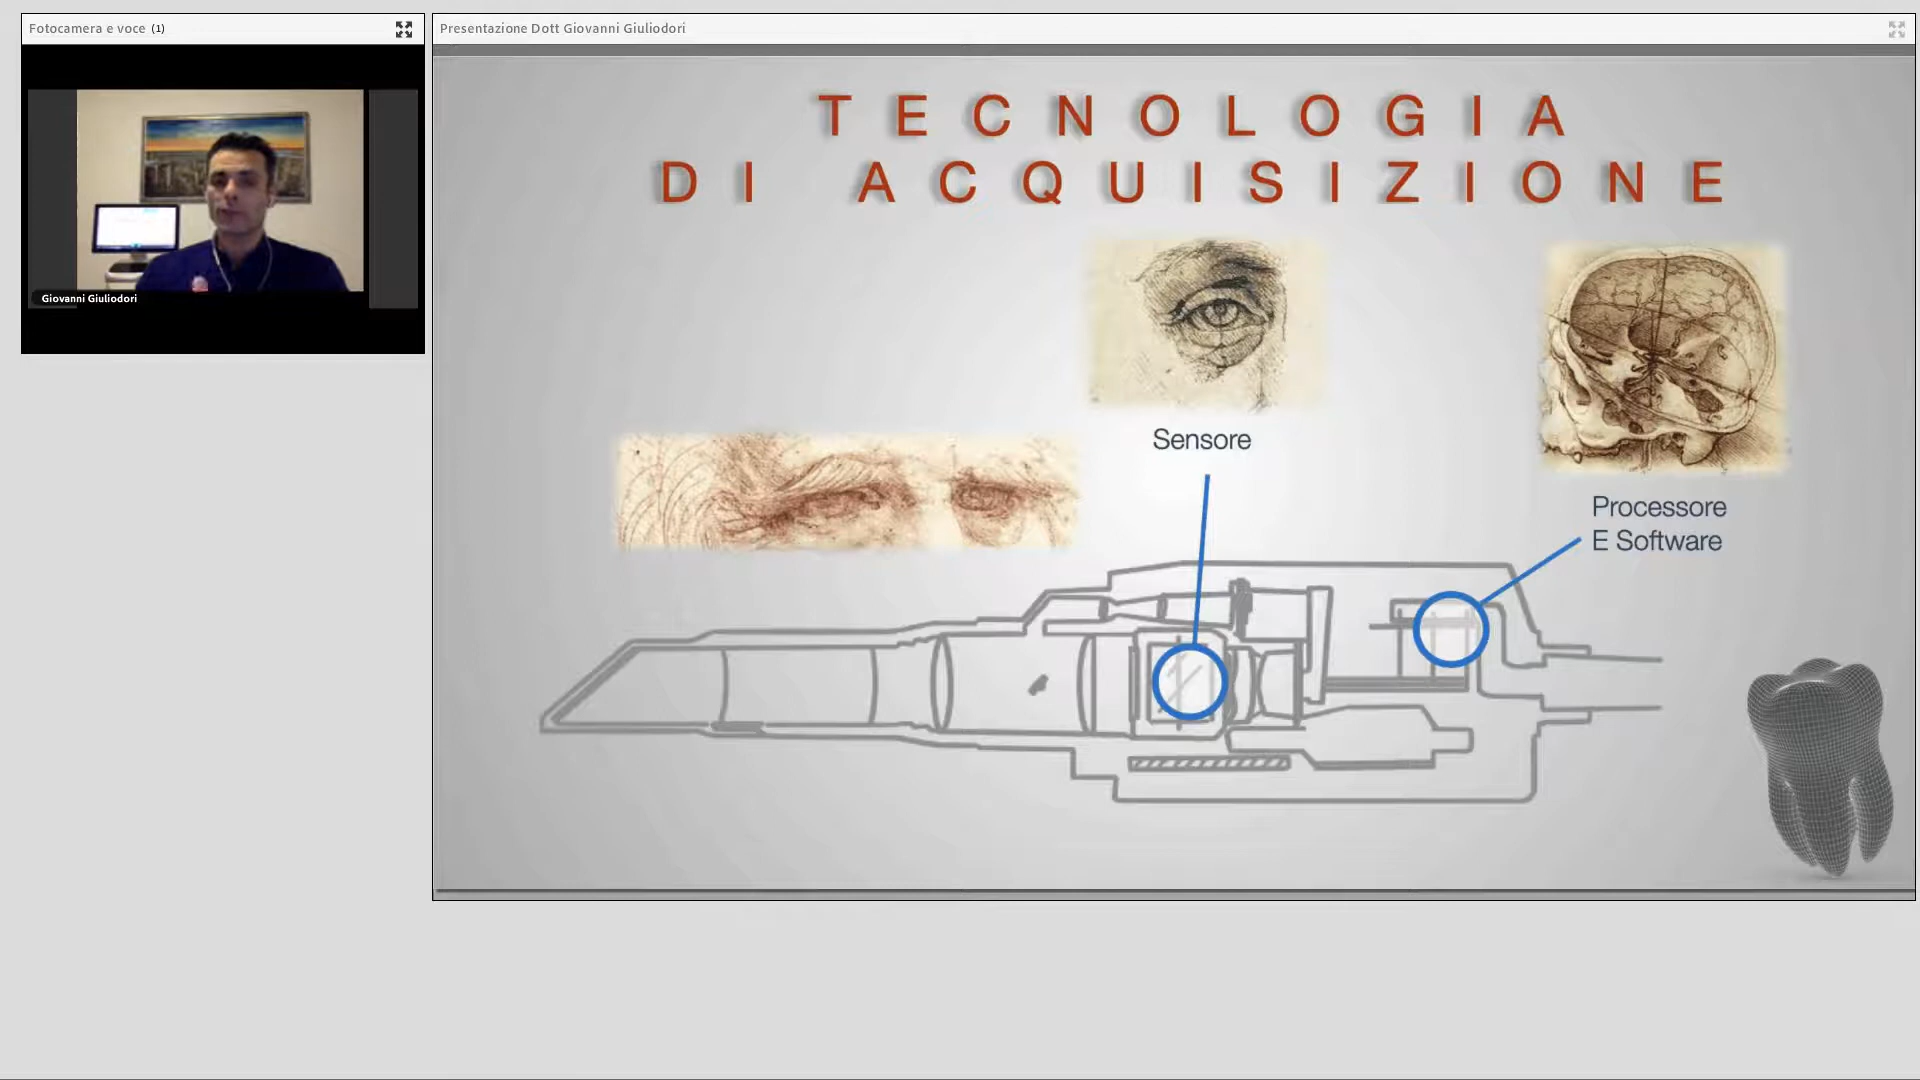 Fotocamera e voce (1)
Presentazione Dott Giovanni Giuliodori
Giovanni Giuliodori
TECNOLOGIA
DI ACQUISIZIONE
Sensore
Processore
E Software